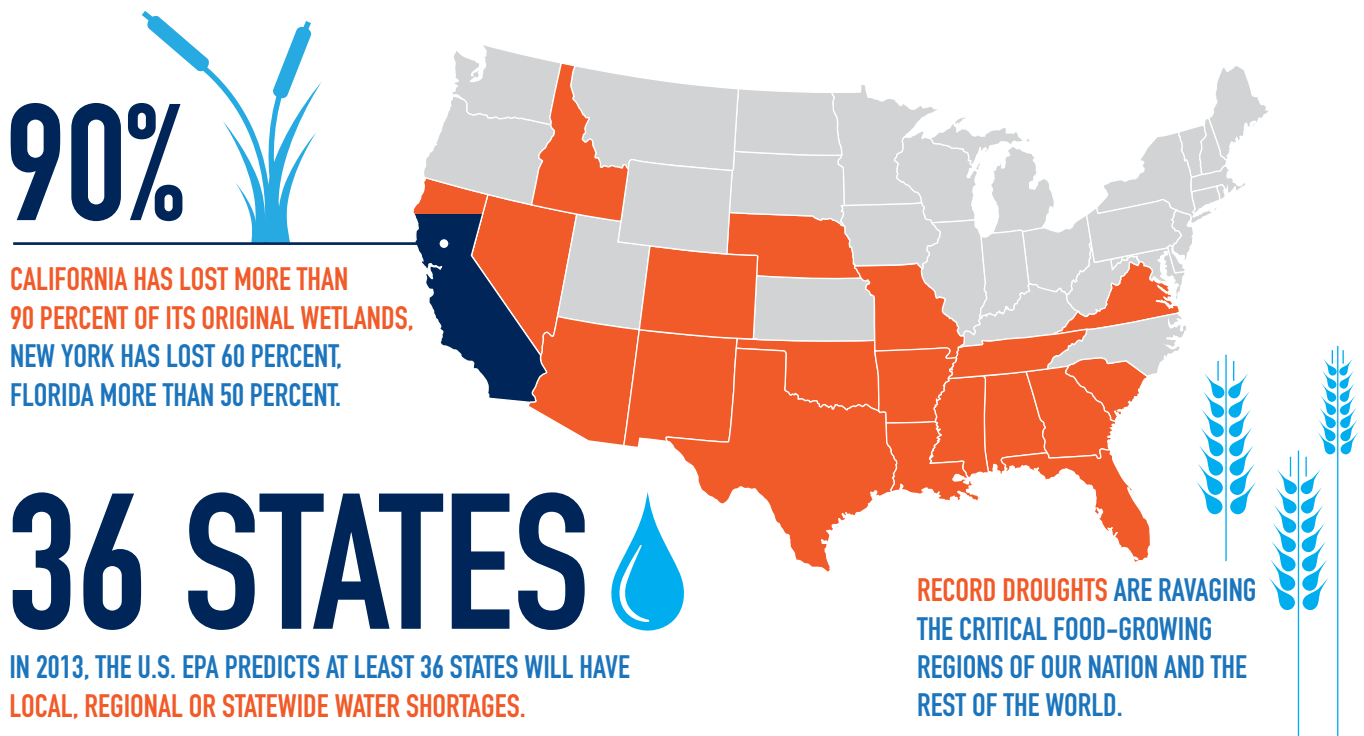 90%
CALIFORNIA HAS LOST MORE THAN
90 PERCENT OF ITS ORIGINAL WETLANDS,
NEW YORK HAS LOST 60 PERCENT,
FLORIDA MORE THAN 50 PERCENT.
36 STATES
IN 2013, THE U.S. EPA PREDICTS AT LEAST 36 STATES WILL HAVE
LOCAL, REGIONAL OR STATEWIDE WATER SHORTAGES.
RECORD DROUGHTS ARE RAVAGING
THE CRITICAL FOOD-GROWING
REGIONS OF OUR NATION AND THE
REST OF THE WORLD.